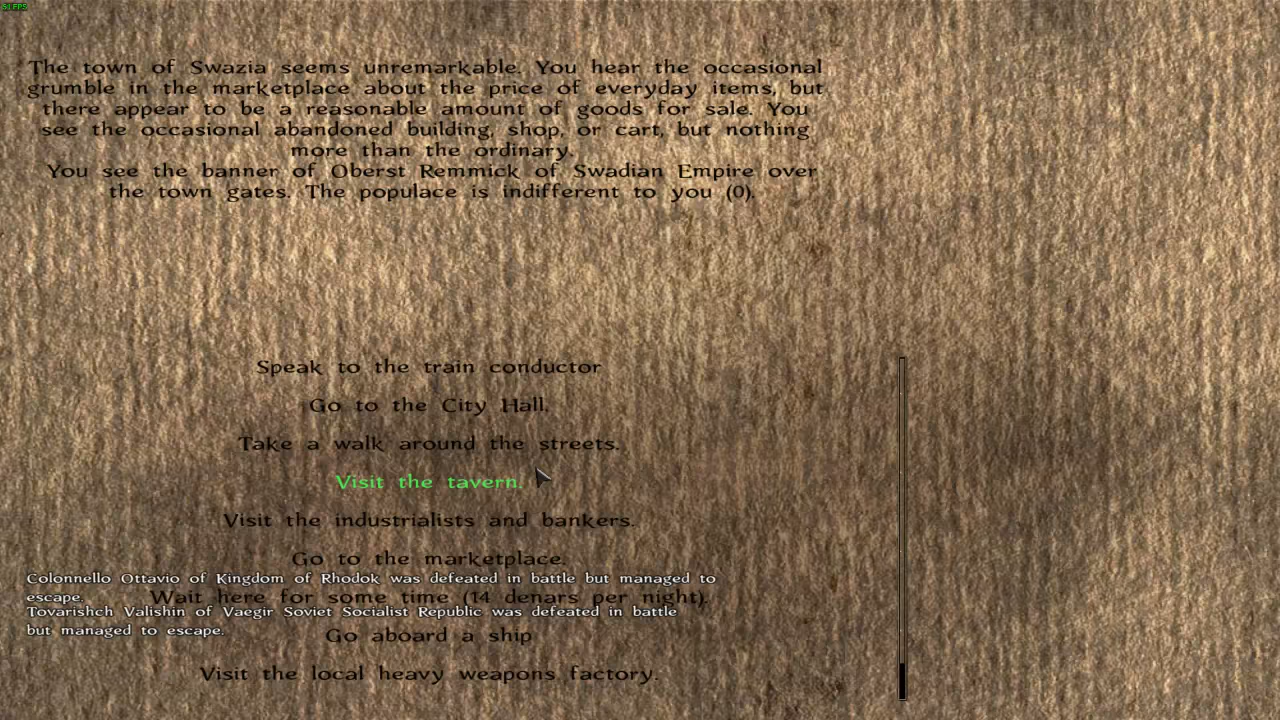 51 FPS
The town of Swazia seems unremarkable. You hear the occasional
grumble in the marketplace about the price of everyday items, but
there appear to be a reasonable amount of goods for sale. You
see the occasional abandoned building, shop, or cart, but nothing
more than the ordinary.
You see the banner of Oberst Remmick of Swadian Empire over
the town gates. The populace is indifferent to you (0).
Speak to the train conductor
Go to the City Hall.
Take a walk around the streets.
Visit the tavern.
Visit the industrialists and bankers.
Go to the marketplace.
Colonnello Ottavio of Kingdom of Rhodok was defeated in battle but managed to
escape.
Wait here for some time (14 denars per night).
Tovarishch Valishin of Vaegir Soviet Socialist Republic was defeated in battle
but managed to escape.
Go aboard a ship
Visit the local heavy weapons factory.